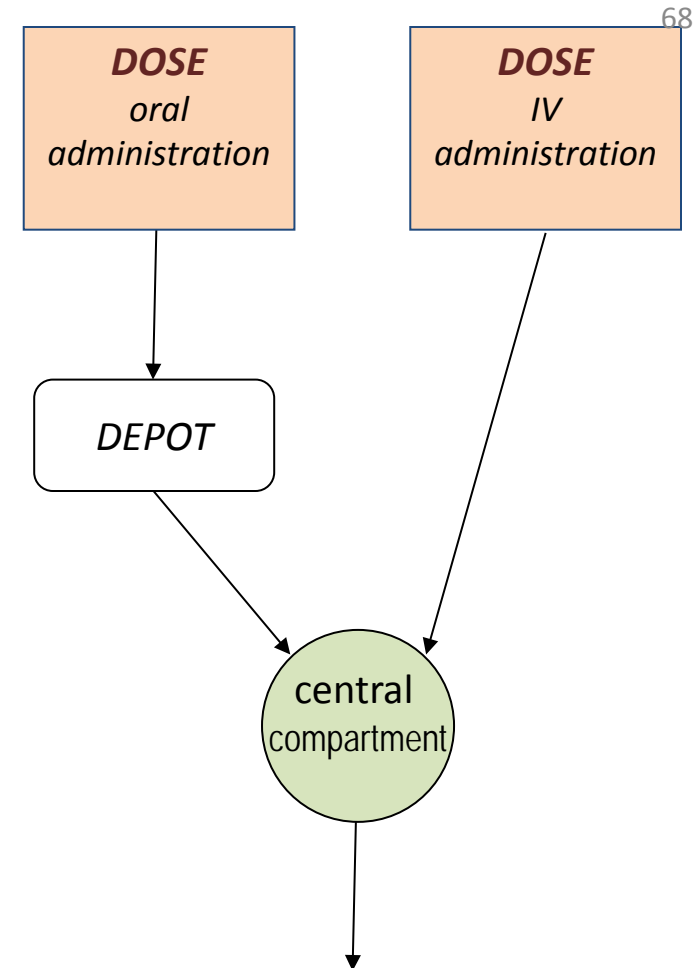 68
DOSE
oral
administration
DOSE
IV
administration
DEPOT
central
compartment